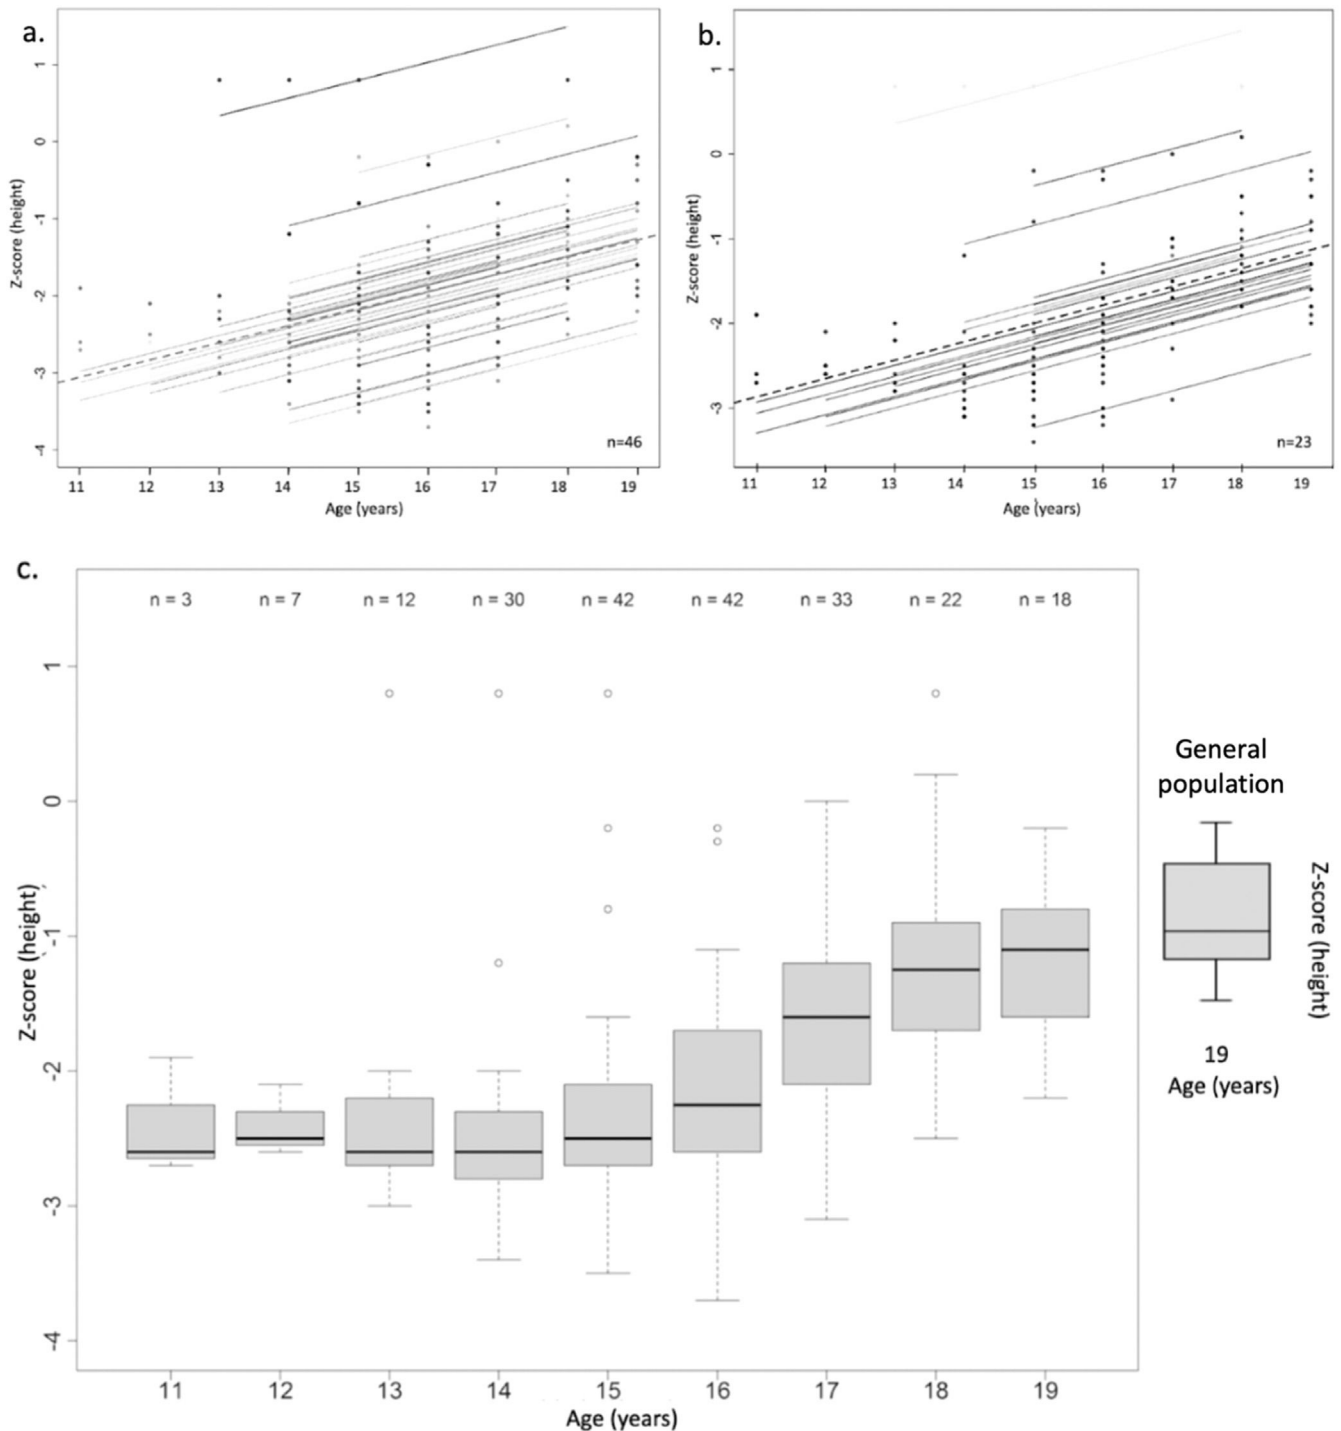 a.
1
0
-1
-2
-3
-4
Z-score (height)
n=46
11 12 13 14 15 16 17 18 19
Age (years)
b.
1
0
-1
-2
-3
Z-score (height)
n=23
11 12 13 14 15 16 17 18 19
Age (years)
c.
n = 3 n = 7 n = 12 n = 30 n = 42 n = 42 n = 33 n = 22 n = 18
1
0
-1
-2
-3
-4
Z-score (height)
11 12 13 14 15 16 17 18 19
Age (years)
General
population
Z-score (height)
19
Age (years)